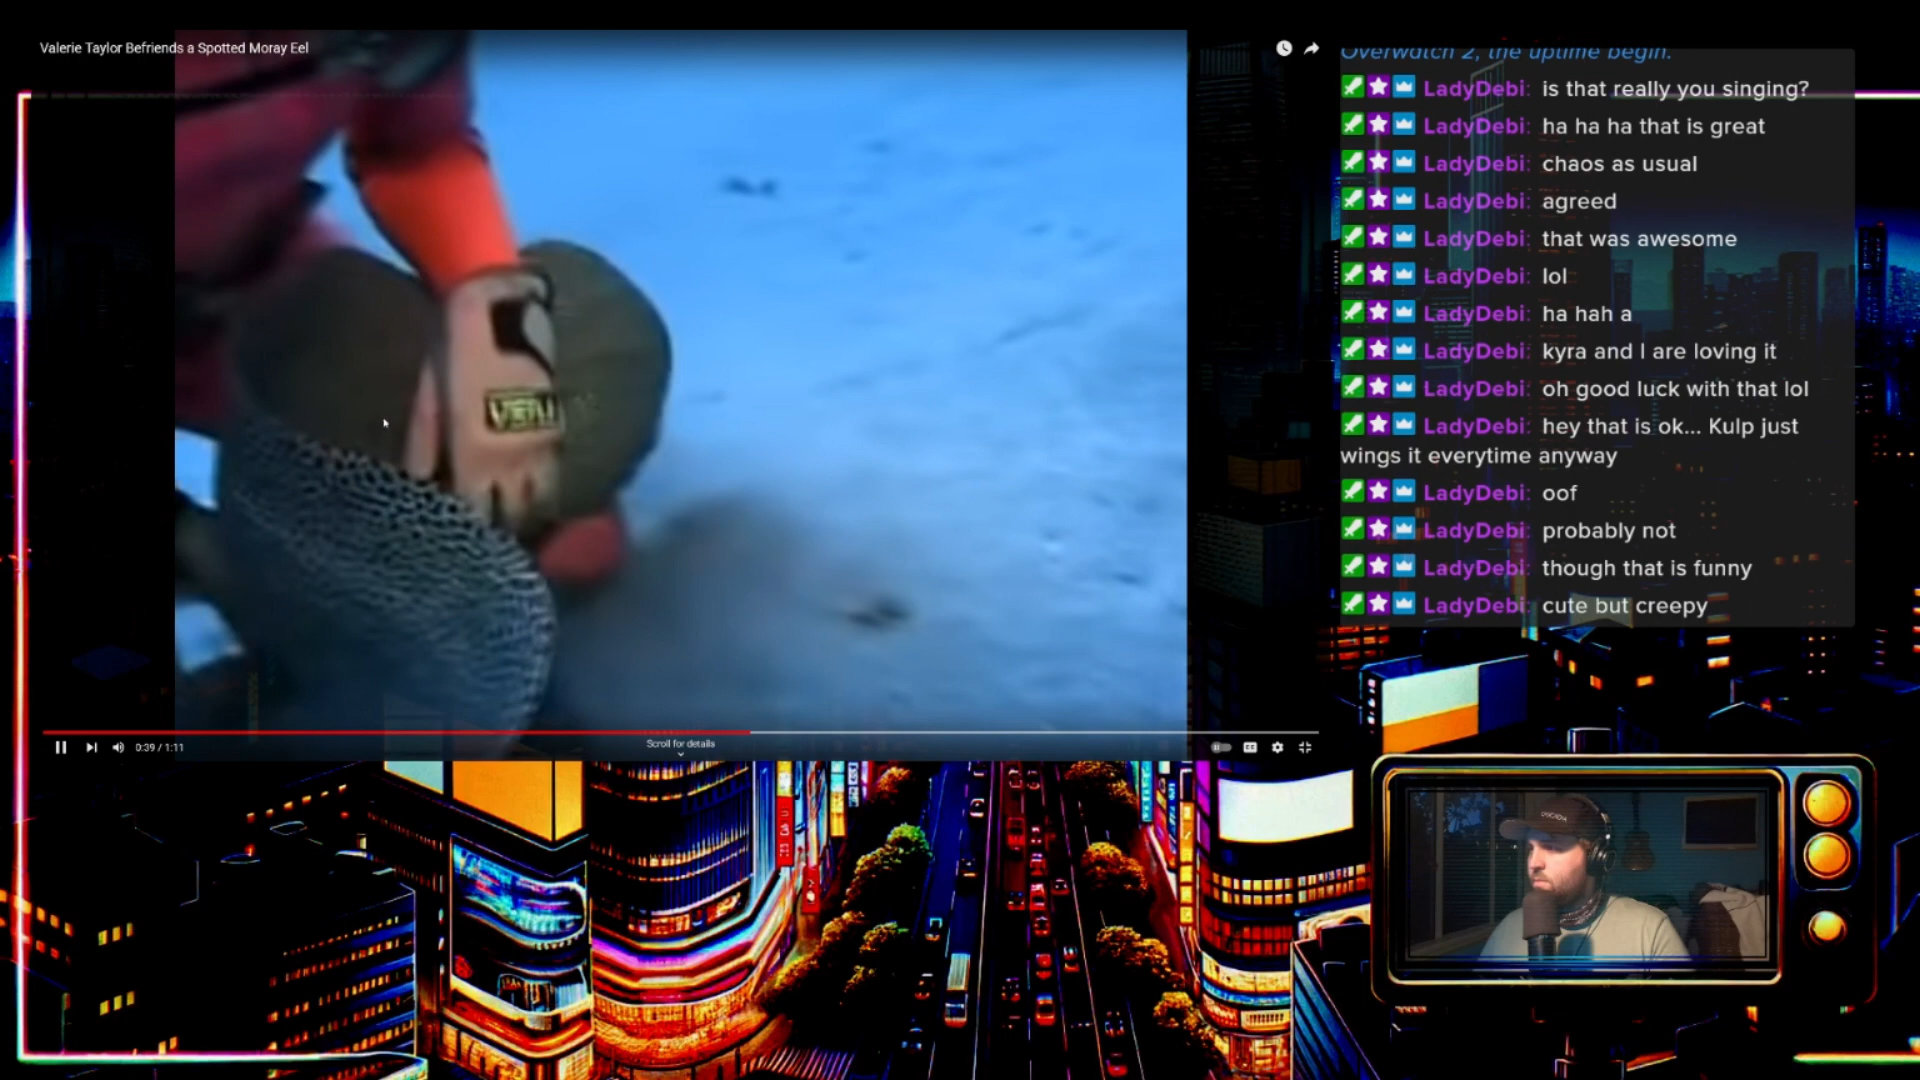 Valerie Taylor Befriends a Spotted Moray Eel
Overwatch 2, the uptime begin.
LadyDebi: is that really you singing?
LadyDebi: ha ha ha that is great
LadyDebi: chaos as usual
LadyDebi: agreed
LadyDebi: that was awesome
LadyDebi: lol
LadyDebi: ha hah a
LadyDebi: kyra and I are loving it
LadyDebi: oh good luck with that lol
LadyDebi: hey that is ok... Kulp just
wings it everytime anyway
LadyDebi: oof
LadyDebi: probably not
LadyDebi: though that is funny
LadyDebi: cute but creepy
0:39 / 1:11
Scroll for details